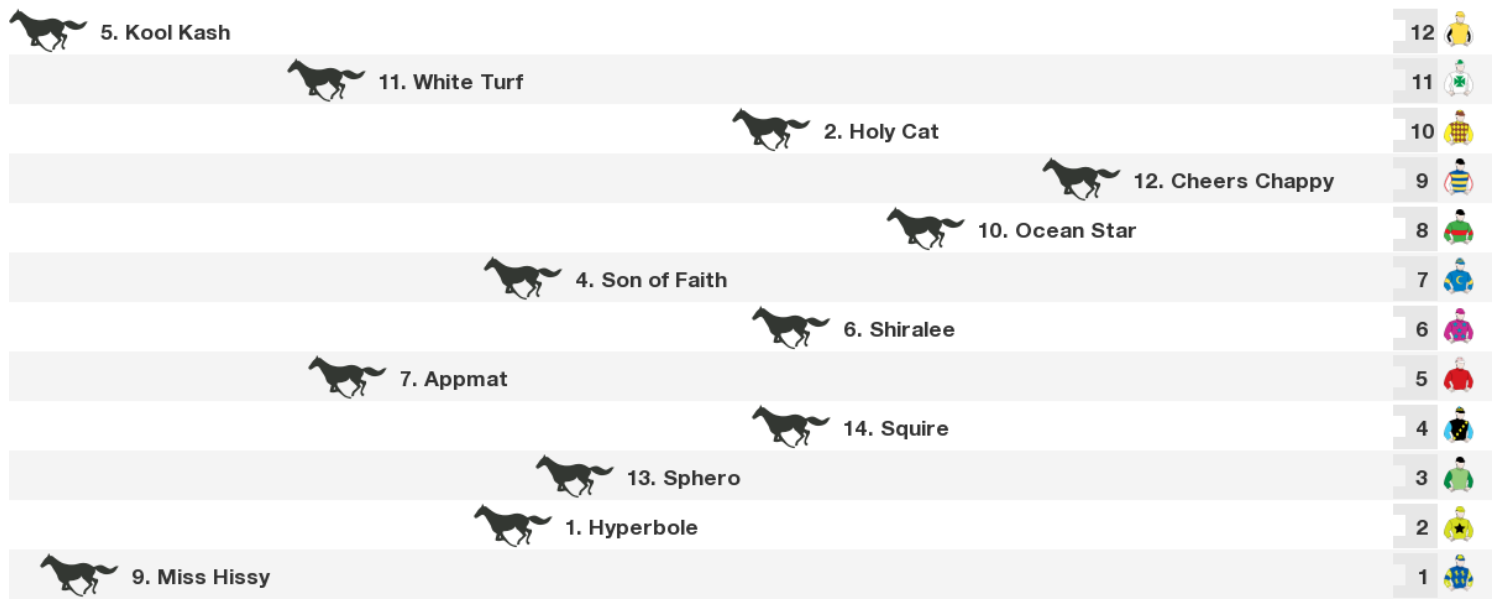 5. Kool Kash 12
11. White Turf 11
2. Holy Cat 10
12. Cheers Chappy 9
10. Ocean Star 8
4. Son of Faith 7
6. Shiralee 6
7. Appmat 5
14. Squire 4
13. Sphero 3
1. Hyperbole 2
9. Miss Hissy 1